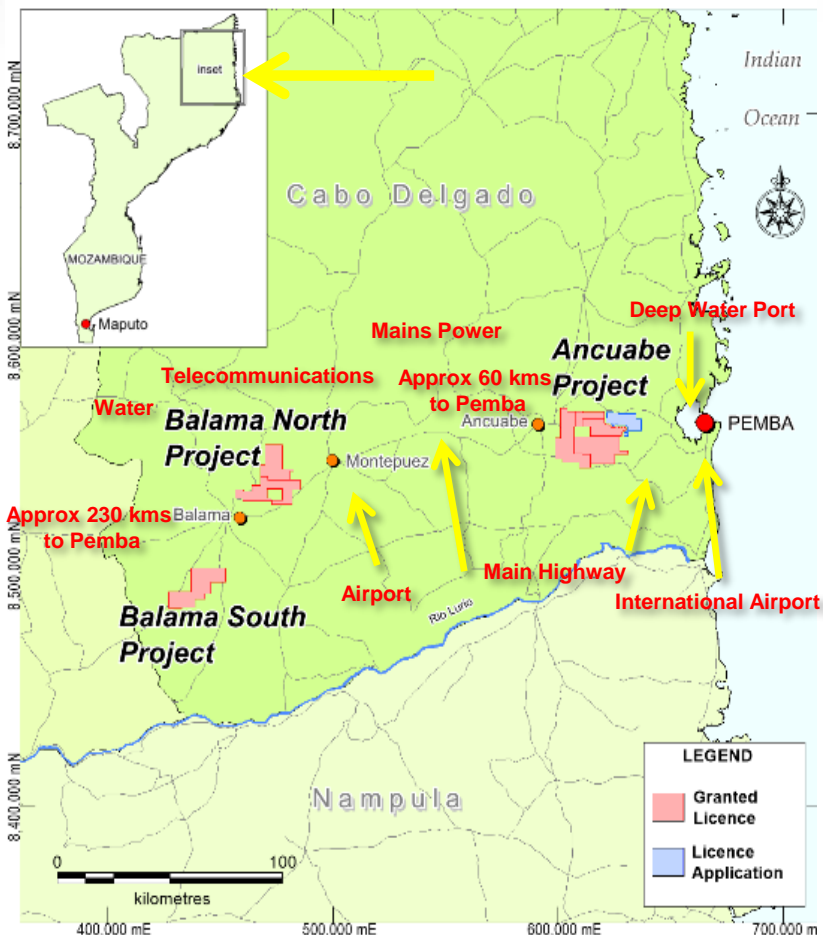 inset
Indian
Ocean
8,700,000 mN
Cabo Delgado
MOZAMBIQUE
Maputo
Deep Water Port
8,600,000 mN
Mains Power
Ancuabe
Project
Telecommunications
Approx 60 kms
to Pemba
Water
Balama North
Project
Ancuabe
PEMBA
Montepuez
Approx 230 kms
to Pemba
Balama
8,500,000 mN
Main Highway
Airport
International Airport
Rio Lurio
Balama South
Project
LEGEND
Granted
Licence
Licence
Application
Nampula
8,400,000 mN
0 100
kilometres
400,000 mE 500,000 mE 600,000 mE 700,000 m